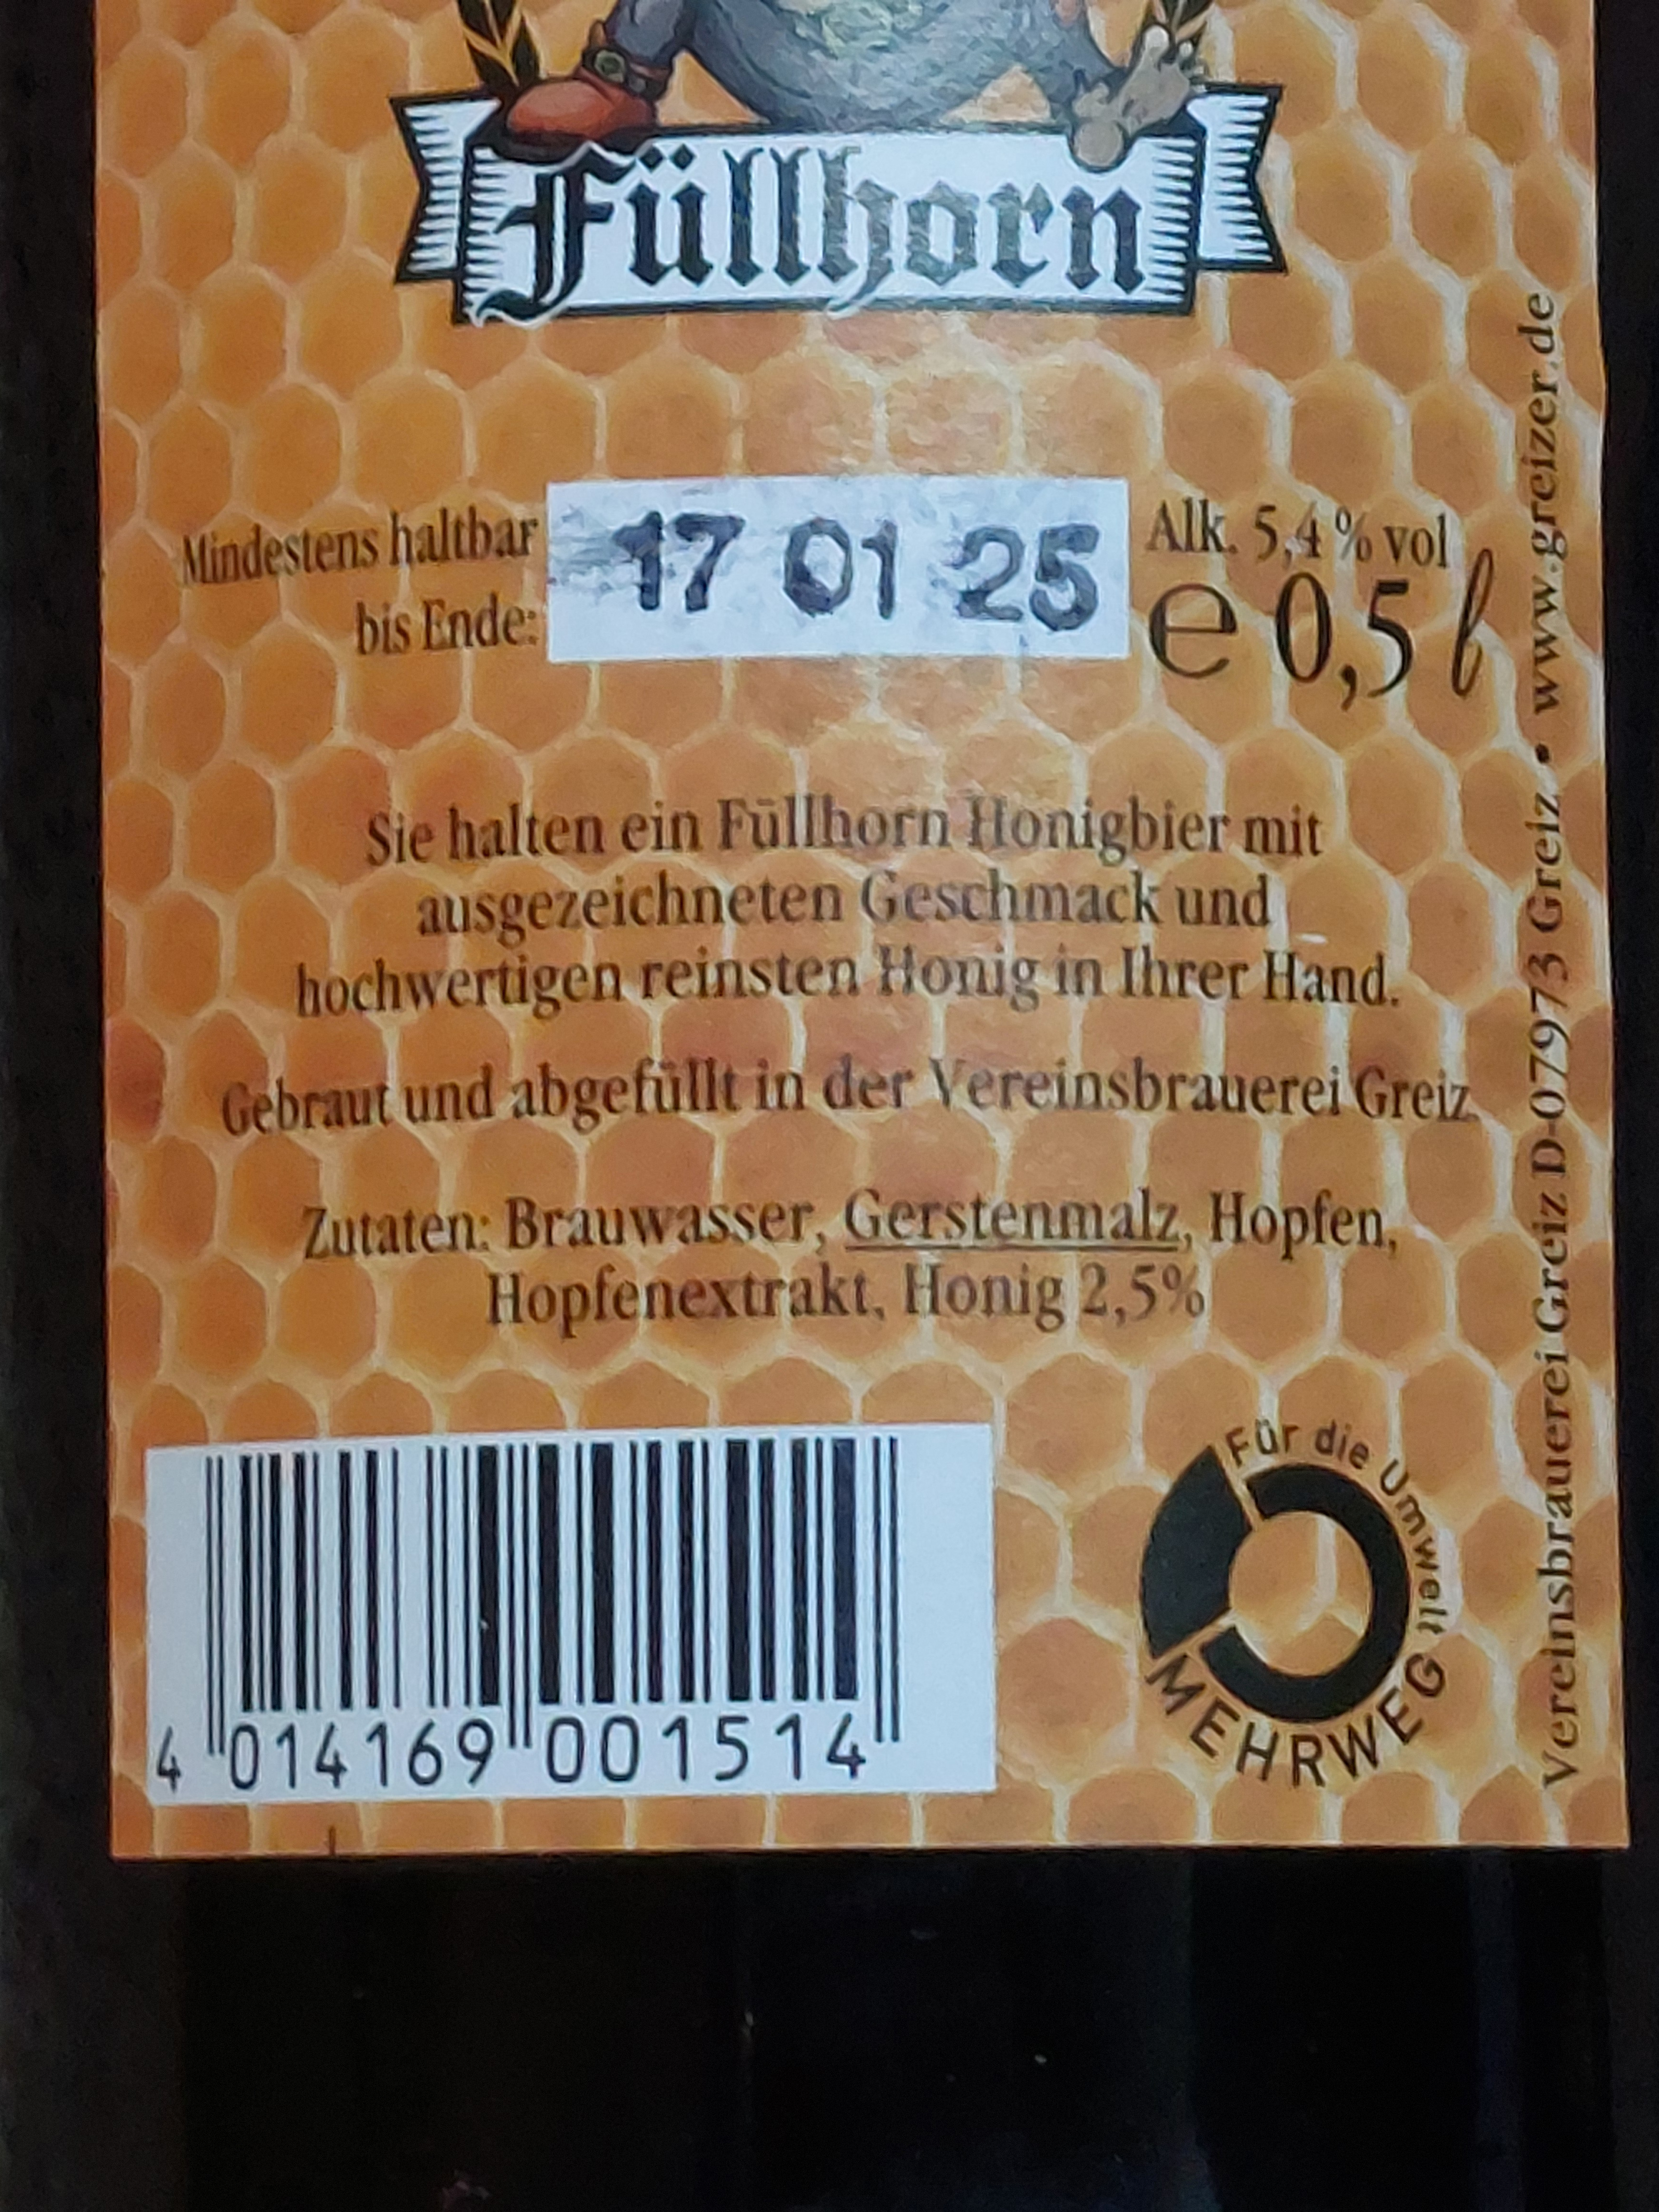 Füllhorn
Mindestens haltbar
bis Ende:
17 01 25
Alk. 5,4 % vol
e 0,5 l
Sie halten ein Füllhorn Honigbier mit
ausgezeichneten Geschmack und
hochwertigen reinsten Honig in Ihrer Hand.
Gebraut und abgefüllt in der Vereinsbrauerei Greiz.
Zutaten: Brauwasser, Gerstenmalz, Hopfen,
Hopfenextrakt, Honig 2,5%
4 014169 001514
Für die Umwelt
MEHRWEG
Vereinsbrauerei Greiz D-07973 Greiz • www.greizer.de